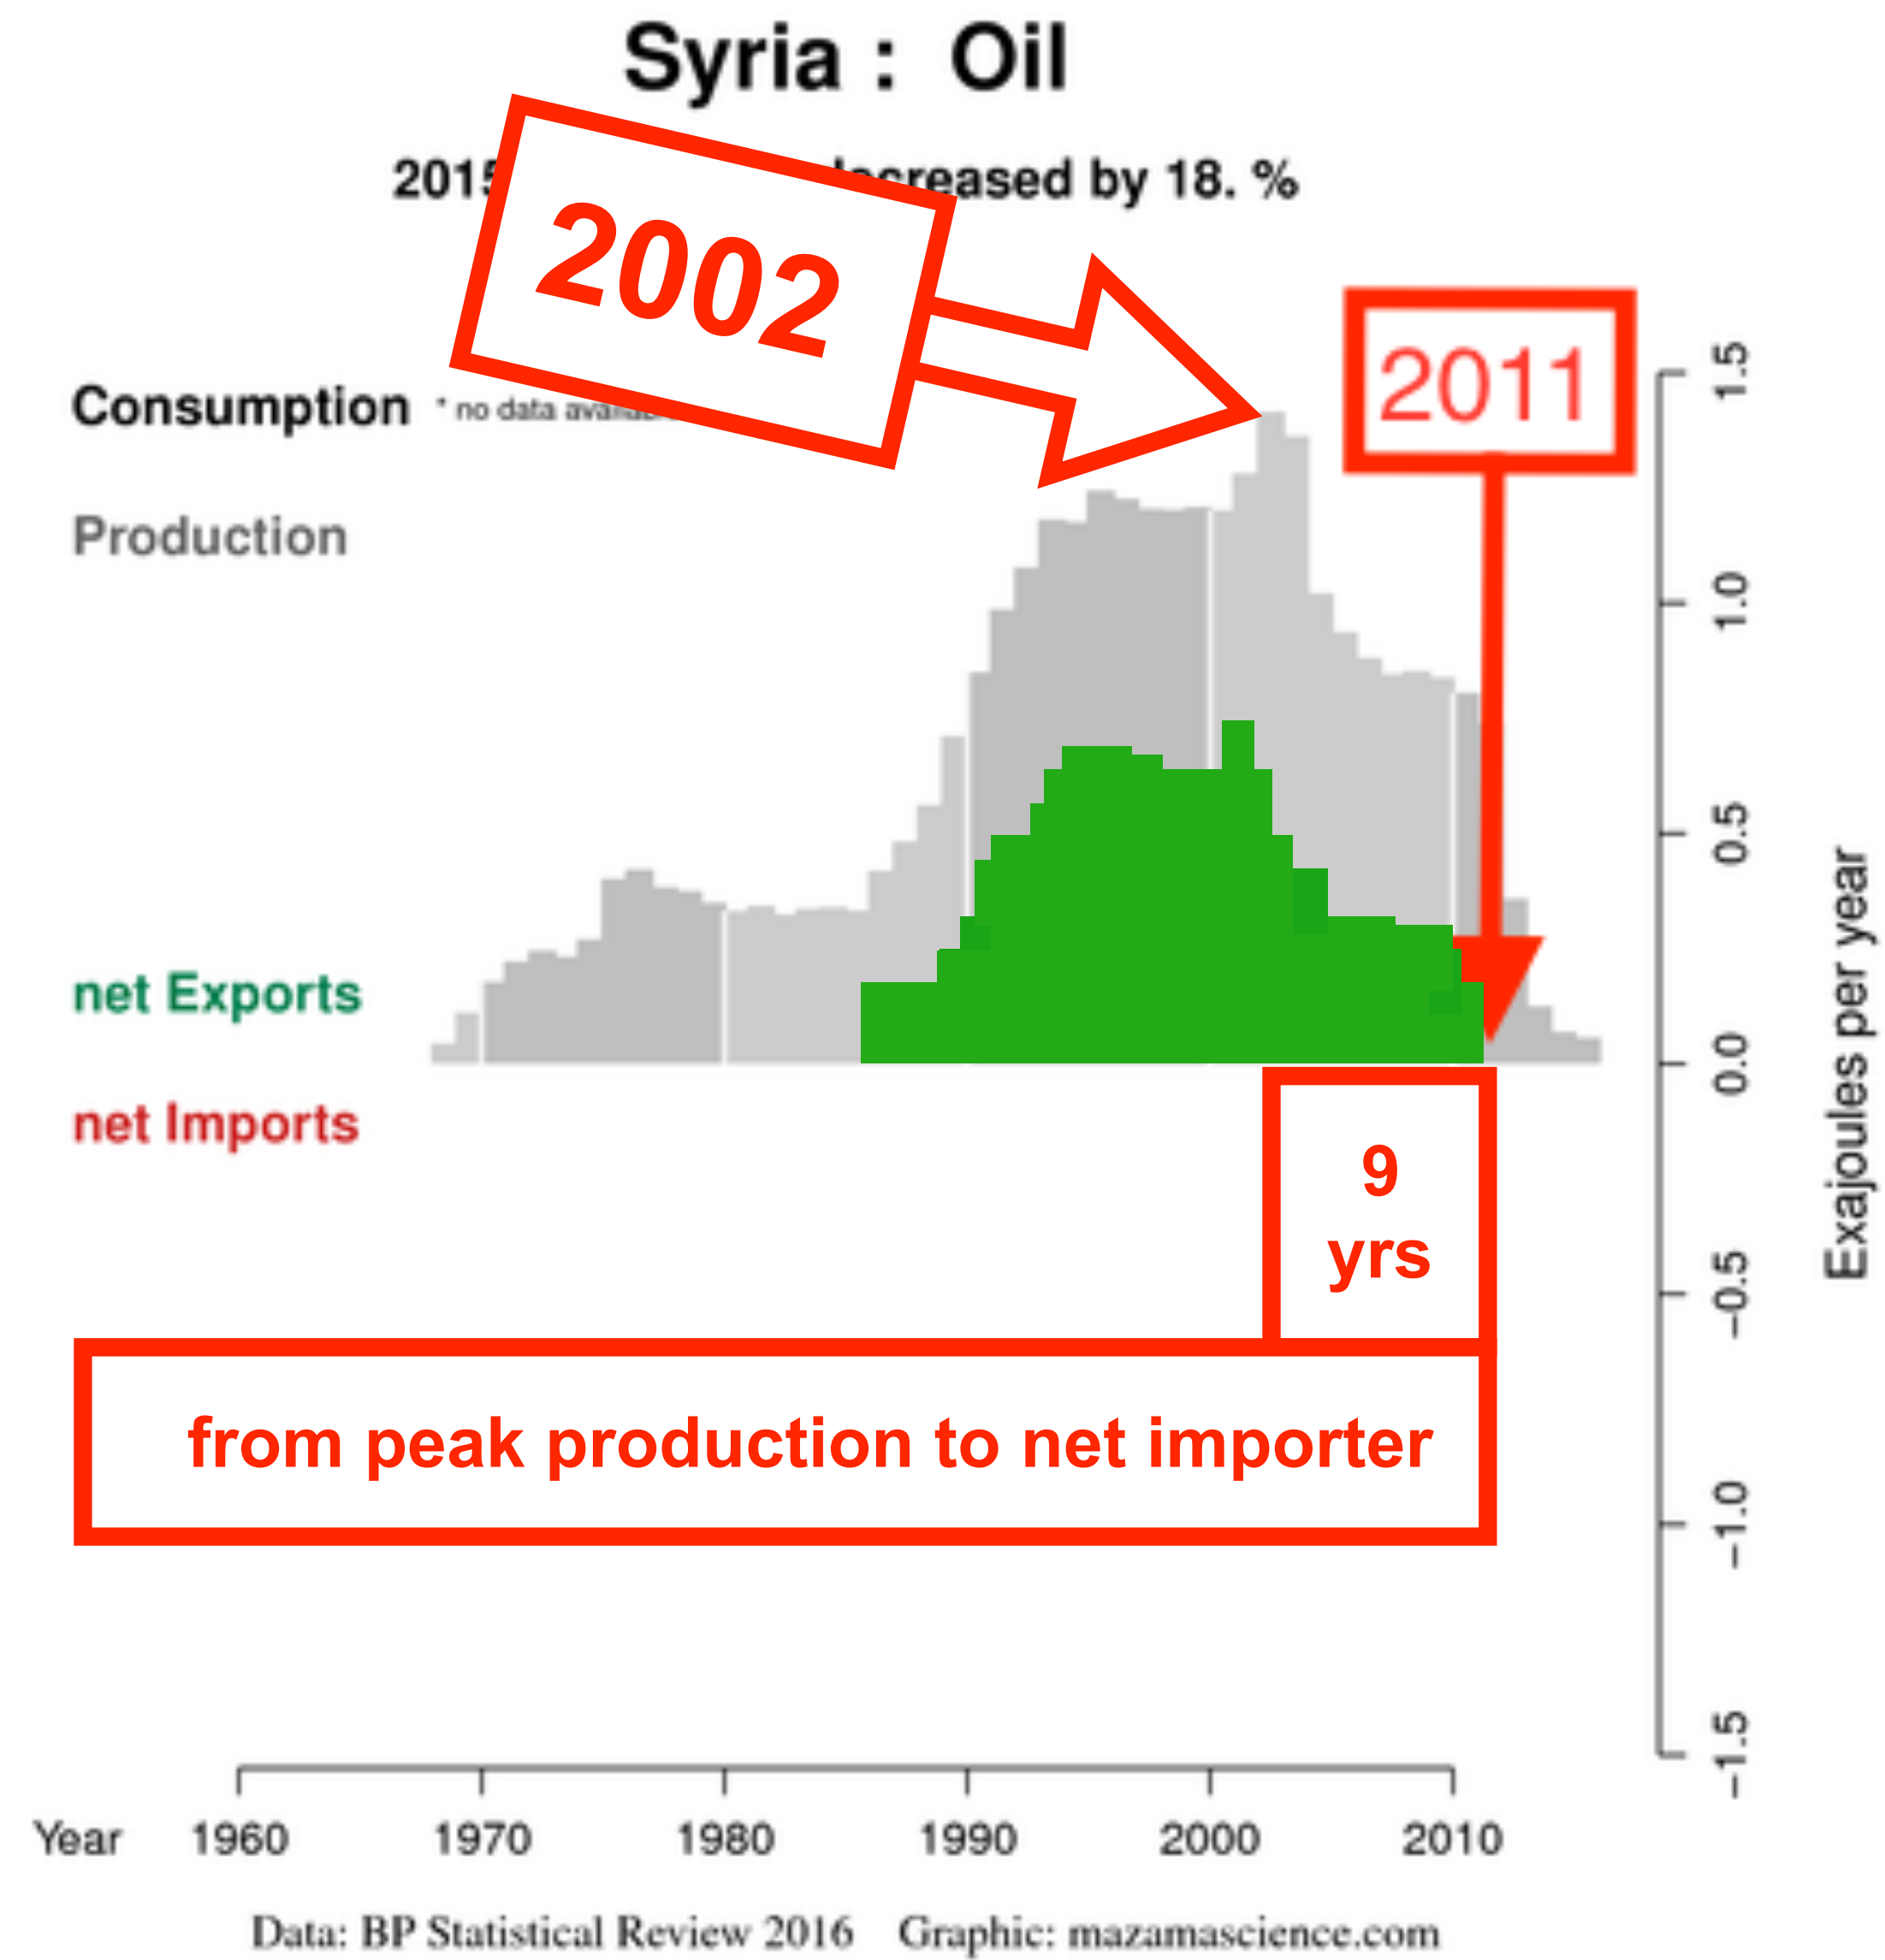 Syria : Oil
2015 decreased by 18. %
2002
2011
Consumption * no data
Production
net Exports
net Imports
9
yrs
from peak production to net importer
1.5
1.0
0.5
0.0
−0.5
−1.0
−1.5
Exajoules per year
Year 1960 1970 1980 1990 2000 2010
Data: BP Statistical Review 2016 Graphic: mazamascience.com